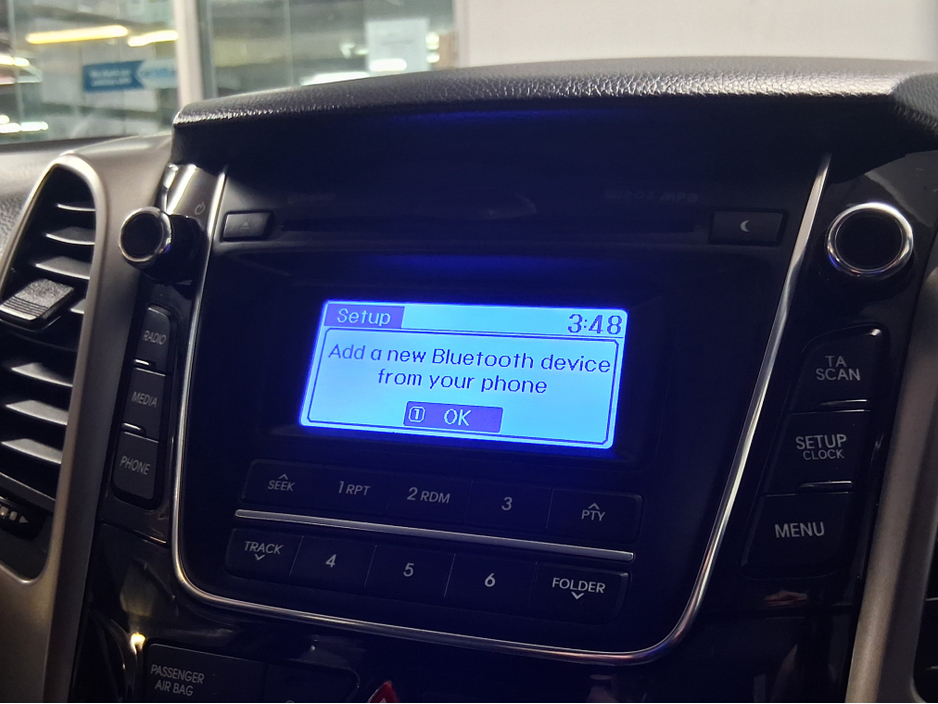 Setup
3:48
Add a new Bluetooth device
from your phone
1 OK
RADIO
MEDIA
PHONE
SEEK
1 RPT
2 RDM
3
PTY
TRACK
4
5
6
FOLDER
TA
SCAN
SETUP
CLOCK
MENU
PASSENGER
AIR BAG